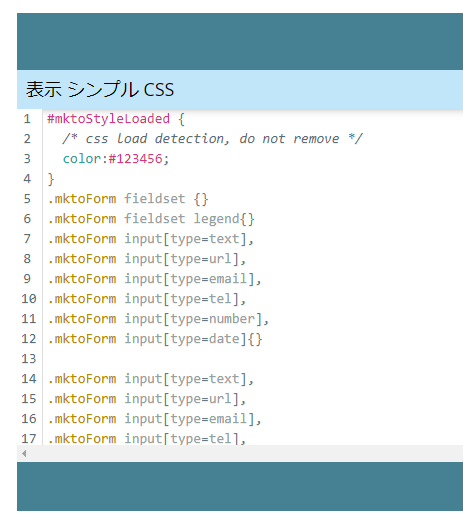 表示 シンプル CSS
1 #mktoStyleLoaded {
2 /* css load detection, do not remove */
3 color:#123456;
4 }
5 .mktoForm fieldset {}
6 .mktoForm fieldset legend{}
7 .mktoForm input[type=text],
8 .mktoForm input[type=url],
9 .mktoForm input[type=email],
10 .mktoForm input[type=tel],
11 .mktoForm input[type=number],
12 .mktoForm input[type=date]{}
13
14 .mktoForm input[type=text],
15 .mktoForm input[type=url],
16 .mktoForm input[type=email],
17 .mktoForm input[type=tel],